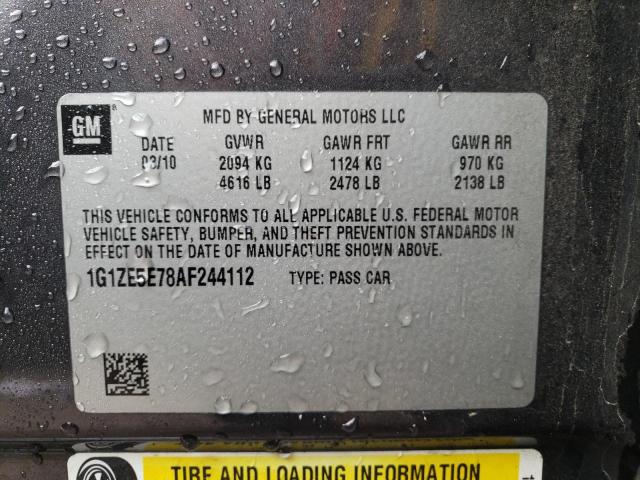 GM
MFD BY GENERAL MOTORS LLC
DATE GVWR GAWR FRT GAWR RR
03/10 2094 KG 1124 KG 970 KG
4616 LB 2478 LB 2138 LB
THIS VEHICLE CONFORMS TO ALL APPLICABLE U.S. FEDERAL MOTOR
VEHICLE SAFETY, BUMPER, AND THEFT PREVENTION STANDARDS IN
EFFECT ON THE DATE OF MANUFACTURE SHOWN ABOVE.
1G1ZE5E78AF244112 TYPE: PASS CAR
TIRE AND LOADING INFORMATION